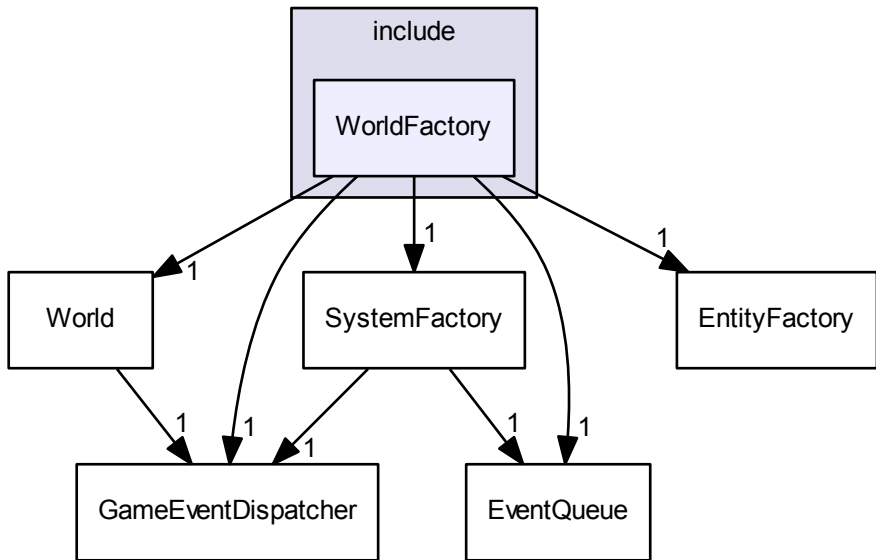 include
WorldFactory
1
1
1
World
SystemFactory
EntityFactory
1
1
1
1
1
GameEventDispatcher
EventQueue